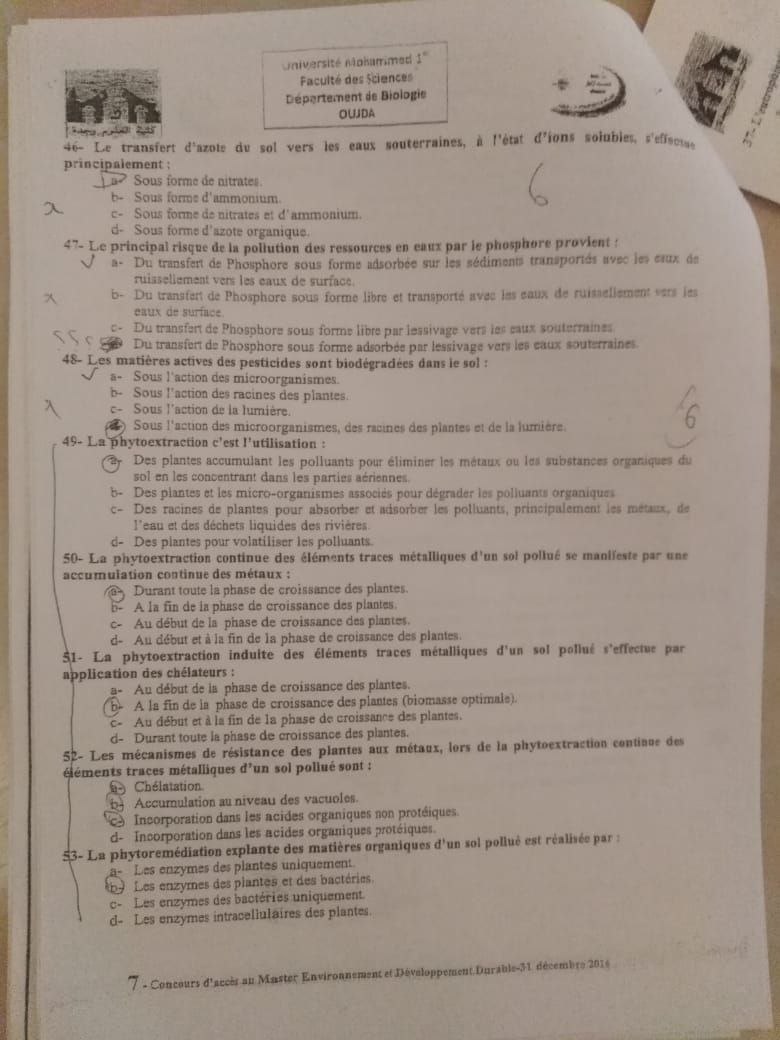 Université Mohammed 1er
Faculté des Sciences
Département de Biologie
OUJDA
46- Le transfert d'azote du sol vers les eaux souterraines, à l'état d'ions solubles, s'effectue
principalement :
a- Sous forme de nitrates.
b- Sous forme d'ammonium.
c- Sous forme de nitrates et d'ammonium.
d- Sous forme d'azote organique.
6
47- Le principal risque de la pollution des ressources en eaux par le phosphore provient :
a- Du transfert de Phosphore sous forme adsorbée sur les sédiments transportés avec les eaux de
ruissellement vers les eaux de surface.
b- Du transfert de Phosphore sous forme libre et transporté avec les eaux de ruissellement vers les
eaux de surface.
c- Du transfert de Phosphore sous forme libre par lessivage vers les eaux souterraines.
Du transfert de Phosphore sous forme adsorbée par lessivage vers les eaux souterraines.
48- Les matières actives des pesticides sont biodégradées dans le sol :
a- Sous l'action des microorganismes.
b- Sous l'action des racines des plantes.
c- Sous l'action de la lumière.
Sous l'action des microorganismes, des racines des plantes et de la lumière.
6
49- La phytoextraction c'est l'utilisation :
a- Des plantes accumulant les polluants pour éliminer les métaux ou les substances organiques du
sol en les concentrant dans les parties aériennes.
b- Des plantes et les micro-organismes associés pour dégrader les polluants organiques
c- Des racines de plantes pour absorber et adsorber les polluants, principalement les métaux, de
l'eau et des déchets liquides des rivières.
d- Des plantes pour volatiliser les polluants.
50- La phytoextraction continue des éléments traces métalliques d'un sol pollué se manifeste par une
accumulation continue des métaux :
a- Durant toute la phase de croissance des plantes.
b- A la fin de la phase de croissance des plantes.
c- Au début de la phase de croissance des plantes.
d- Au début et à la fin de la phase de croissance des plantes.
51- La phytoextraction induite des éléments traces métalliques d'un sol pollué s'effectue par
application des chélateurs :
a- Au début de la phase de croissance des plantes.
b- A la fin de la phase de croissance des plantes (biomasse optimale).
c- Au début et à la fin de la phase de croissance des plantes.
d- Durant toute la phase de croissance des plantes.
52- Les mécanismes de résistance des plantes aux métaux, lors de la phytoextraction continue des
éléments traces métalliques d'un sol pollué sont :
a- Chélatation.
b- Accumulation au niveau des vacuoles.
c- Incorporation dans les acides organiques non protéiques.
d- Incorporation dans les acides organiques protéiques.
53- La phytoremédiation explante des matières organiques d'un sol pollué est réalisée par :
a- Les enzymes des plantes uniquement.
b- Les enzymes des plantes et des bactéries.
c- Les enzymes des bactéries uniquement.
d- Les enzymes intracellulaires des plantes.
7 - Concours d'accès au Master Environnement et Développement Durable-31 décembre 2016